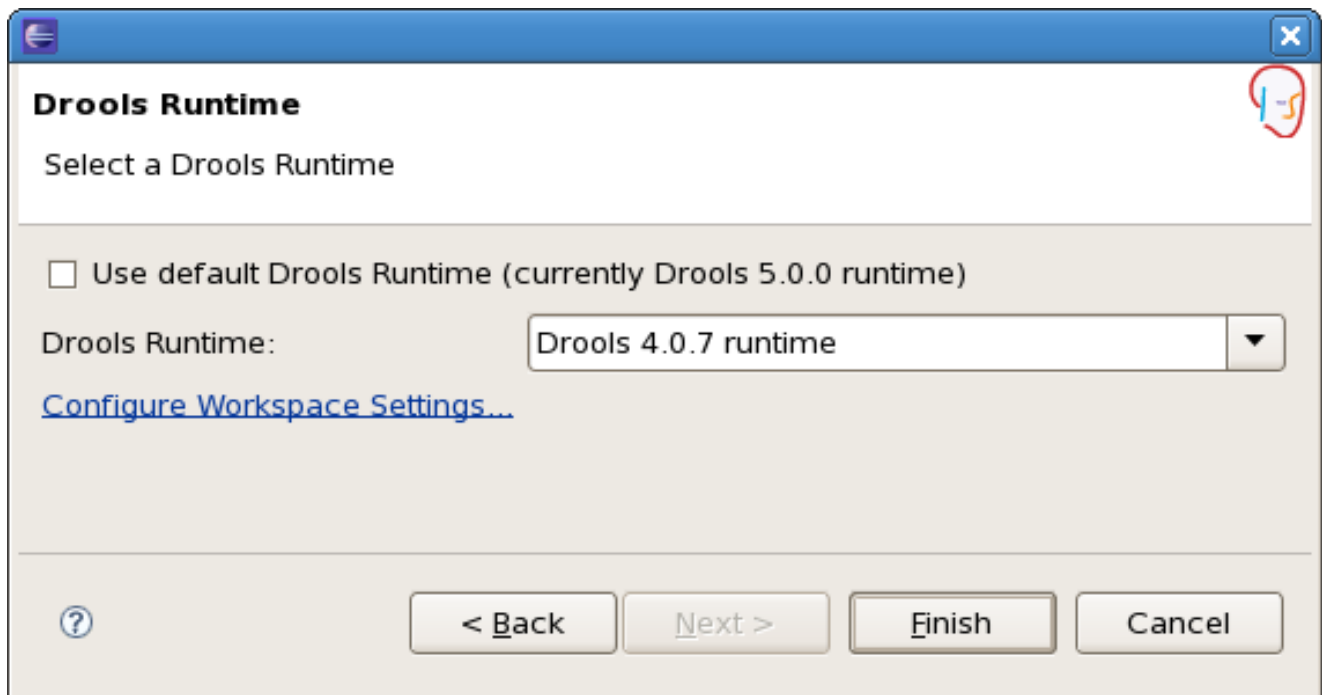 Drools Runtime
Select a Drools Runtime
Use default Drools Runtime (currently Drools 5.0.0 runtime)
Drools Runtime: Drools 4.0.7 runtime
Configure Workspace Settings...
< Back Next > Finish Cancel